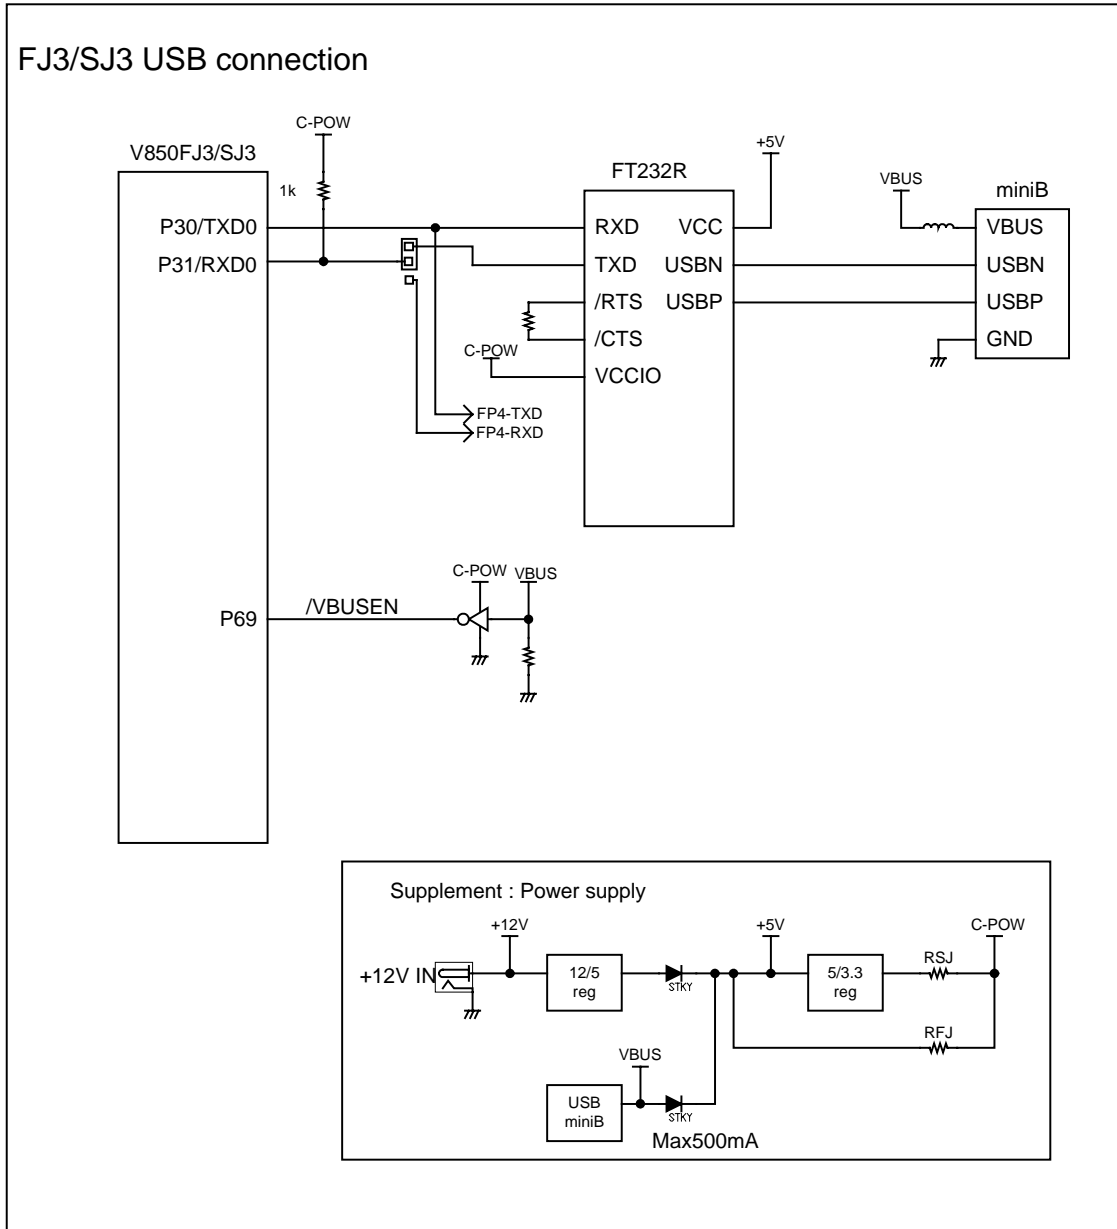 FJ3/SJ3 USB connection
C-POW
V850FJ3/SJ3
1k
P30/TXD0
P31/RXD0
P69
FT232R
RXD
TXD
/RTS
/CTS
VCCIO
VCC
USBN
USBP
+5V
VBUS
miniB
VBUS
USBN
USBP
GND
C-POW
FP4-TXD
FP4-RXD
/VBUSEN
C-POW
VBUS
Supplement : Power supply
+12V IN
+12V
12/5
reg
STKY
+5V
5/3.3
reg
RSJ
C-POW
RFJ
USB
miniB
VBUS
STKY
Max500mA